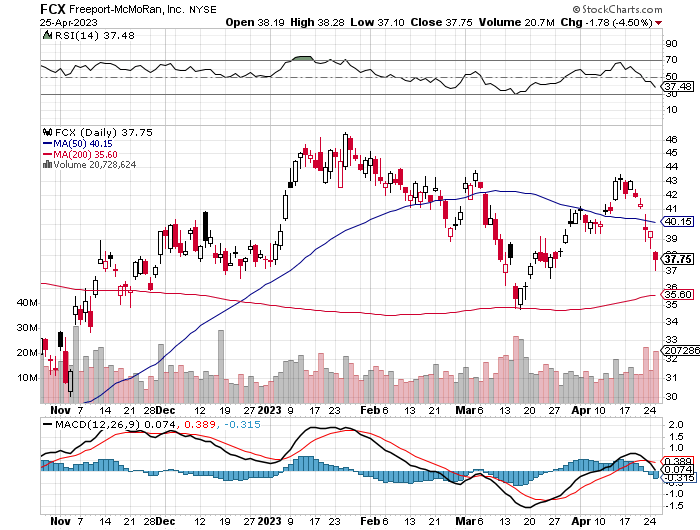 FCX Freeport-McMoRan, Inc. NYSE © StockCharts.com
25-Apr-2023 Open 38.19 High 38.28 Low 37.10 Close 37.75 Volume 20.7M Chg -1.78 (-4.50%)
RSI(14) 37.48
90
70
50
37.48
30
10
FCX (Daily) 37.75
MA(50) 40.15
MA(200) 35.60
Volume 20,728,624
46
45
44
43
42
41
40.15
39
38
37.75
37
36
35.60
35
34
33
32
31
30
40M
30M
20M
10M
207286
Nov 7 14 21 28 Dec 12 19 27 2023 9 17 23 Feb 6 13 21 Mar 6 13 20 27 Apr 10 17 24
MACD(12,26,9) 0.074, 0.389, -0.315
2.0
1.5
1.0
0.389
0.074
-0.315
-1.0
-1.5
Nov 7 14 21 28 Dec 12 19 27 2023 9 17 23 Feb 6 13 21 Mar 6 13 20 27 Apr 10 17 24